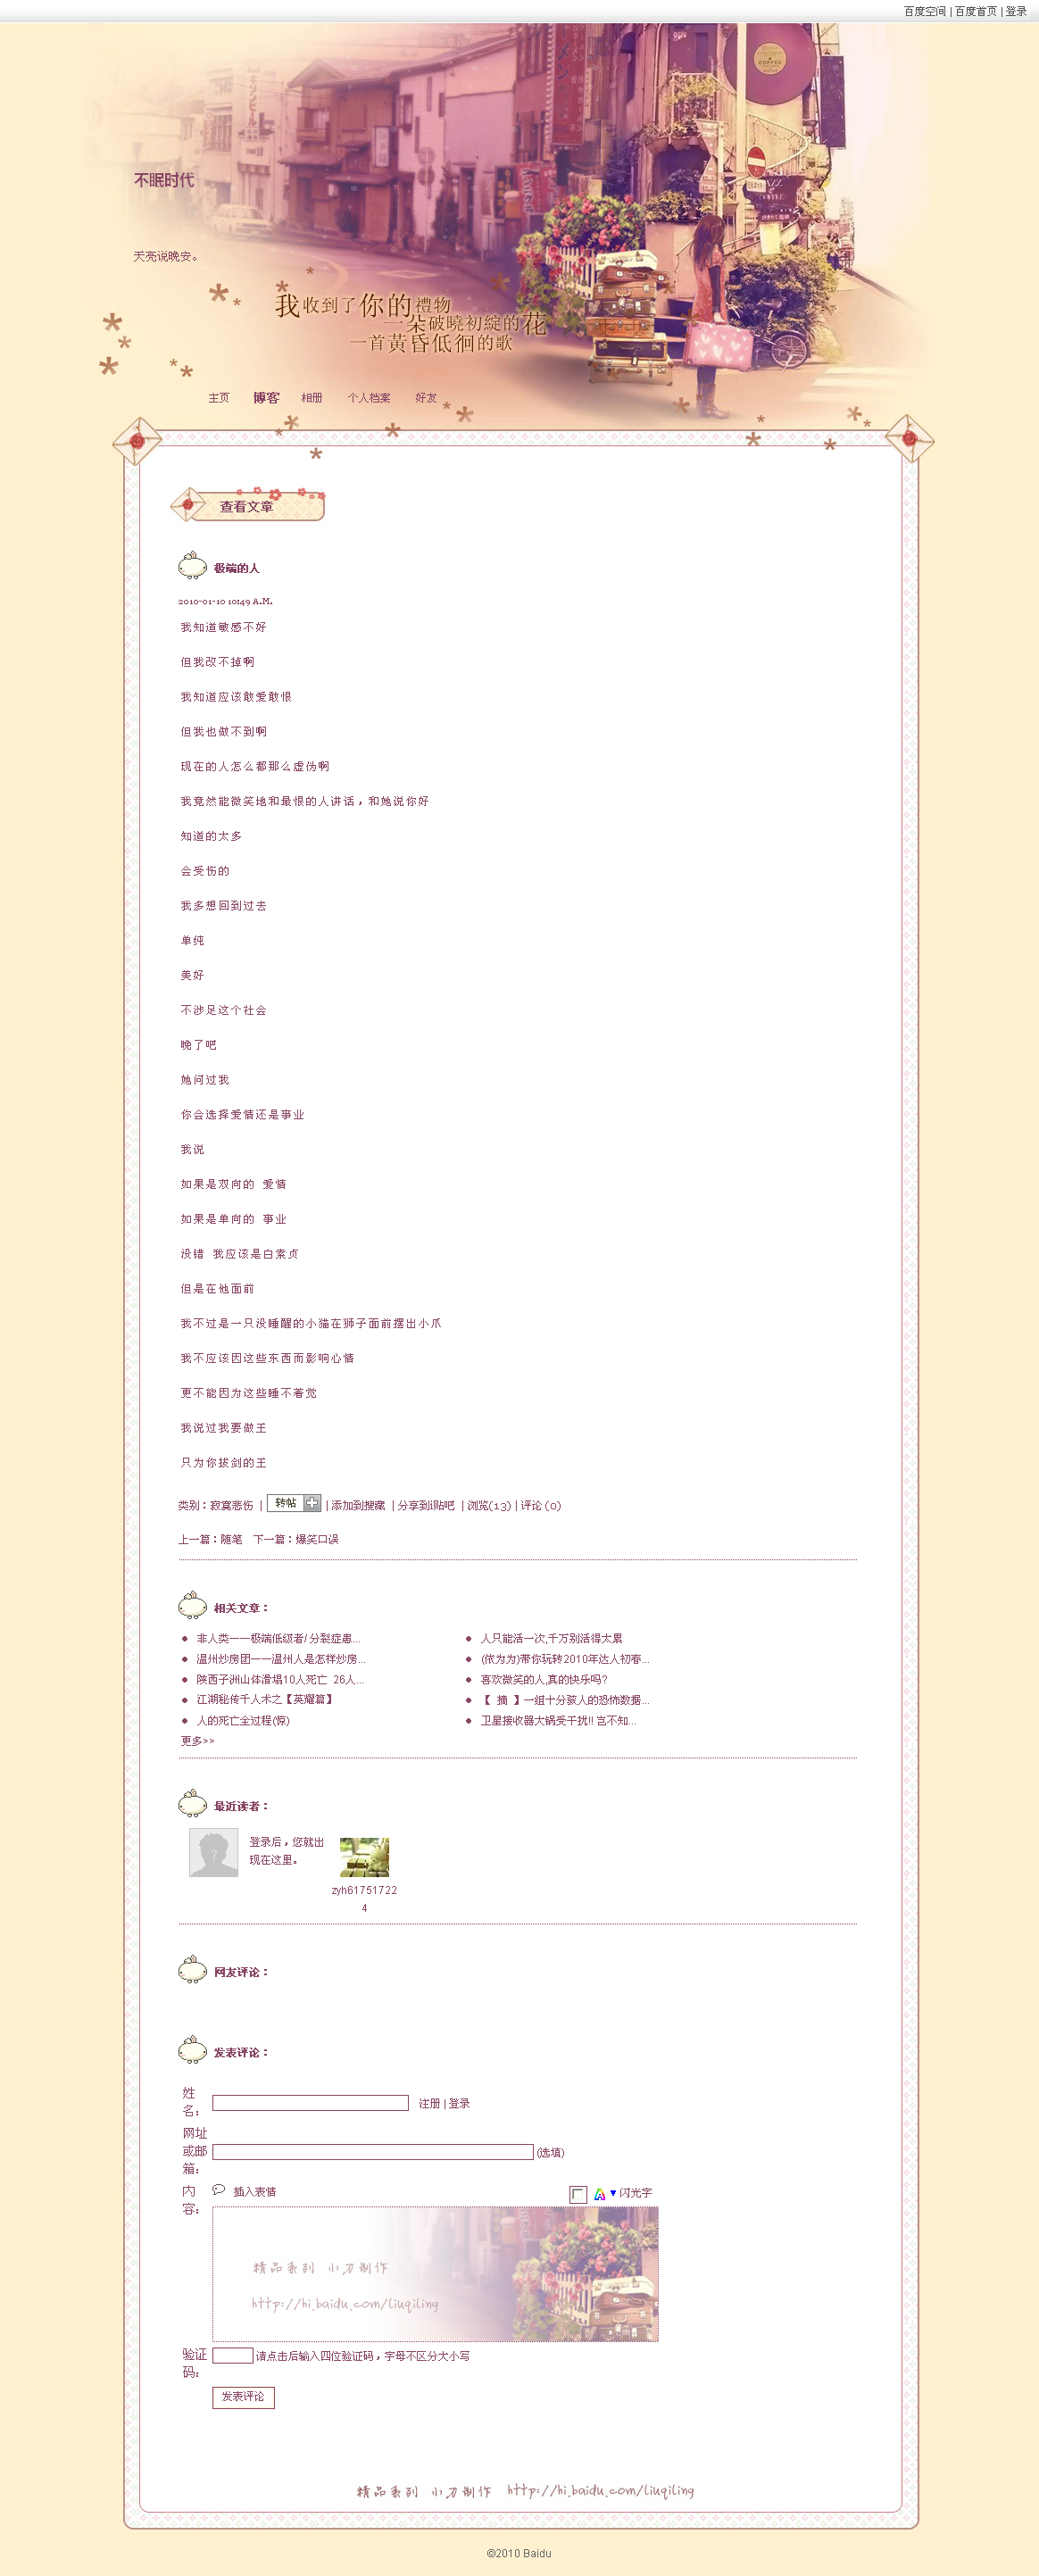 百度空间 | 百度首页 | 登录
不眠时代
天亮说晚安。
COFFEE
我收到了你的禮物
一朵破曉初綻的花
一首黃昏低徊的歌
主页 博客 相册 个人档案 好友
查看文章
极端的人
2010-01-10 10:49 A.M.
我知道敏感不好
但我改不掉啊
我知道应该敢爱敢恨
但我也做不到啊
现在的人怎么都那么虚伪啊
我竟然能微笑地和最恨的人讲话，和她说你好
知道的太多
会受伤的
我多想回到过去
单纯
美好
不涉足这个社会
晚了吧
她问过我
你会选择爱情还是事业
我说
如果是双向的 爱情
如果是单向的 事业
没错 我应该是白素贞
但是在他面前
我不过是一只没睡醒的小猫在狮子面前摆出小爪
我不应该因这些东西而影响心情
更不能因为这些睡不着觉
我说过我要做王
只为你拔剑的王
类别：寂寞悲伤 | 转帖 | 添加到搜藏 | 分享到i贴吧 | 浏览(13) | 评论 (0)
上一篇：随笔 下一篇：爆笑口误
相关文章：
非人类一一极端低级者/ 分裂症患...
人只能活一次,千万别活得太累
温州炒房团一一温州人是怎样炒房...
(依为为)带你玩转2010年达人初春...
陕西子洲山体滑塌10人死亡 26人...
喜欢微笑的人,真的快乐吗?
江湖秘传千人术之【英耀篇】
【 摘 】一组十分骇人的恐怖数据...
人的死亡全过程(惊)
卫星接收器大锅受干扰!! 岂不知...
更多>>
最近读者：
登录后，您就出
现在这里。
zyh61751722
4
网友评论：
发表评论：
姓
名：
注册 | 登录
网址
或邮
箱：
(选填)
内
容：
插入表情
闪光字
精品系列 小刀制作
http://hi.baidu.com/liuqiling
验证
码：
请点击后输入四位验证码，字母不区分大小写
发表评论
精品系列 小刀制作 http://hi.baidu.com/liuqiling
©2010 Baidu